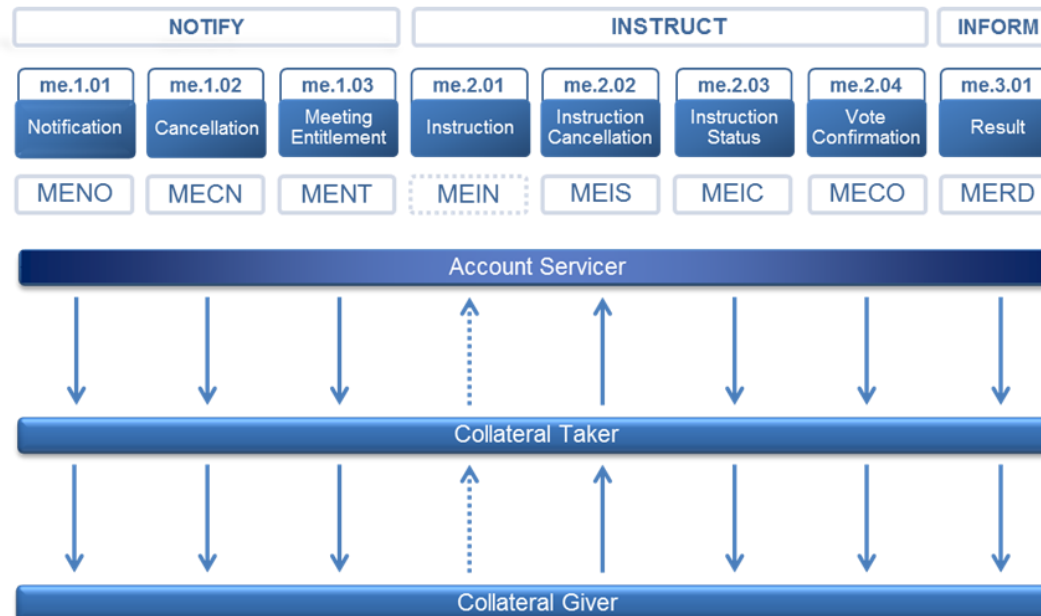 NOTIFY INSTRUCT INFORM
me.1.01 me.1.02 me.1.03 me.2.01 me.2.02 me.2.03 me.2.04 me.3.01
Notification Cancellation Meeting Entitlement Instruction Instruction Cancellation Instruction Status Vote Confirmation Result
MENO MECN MENT MEIN MEIS MEIC MECO MERD
Account Servicer
Collateral Taker
Collateral Giver